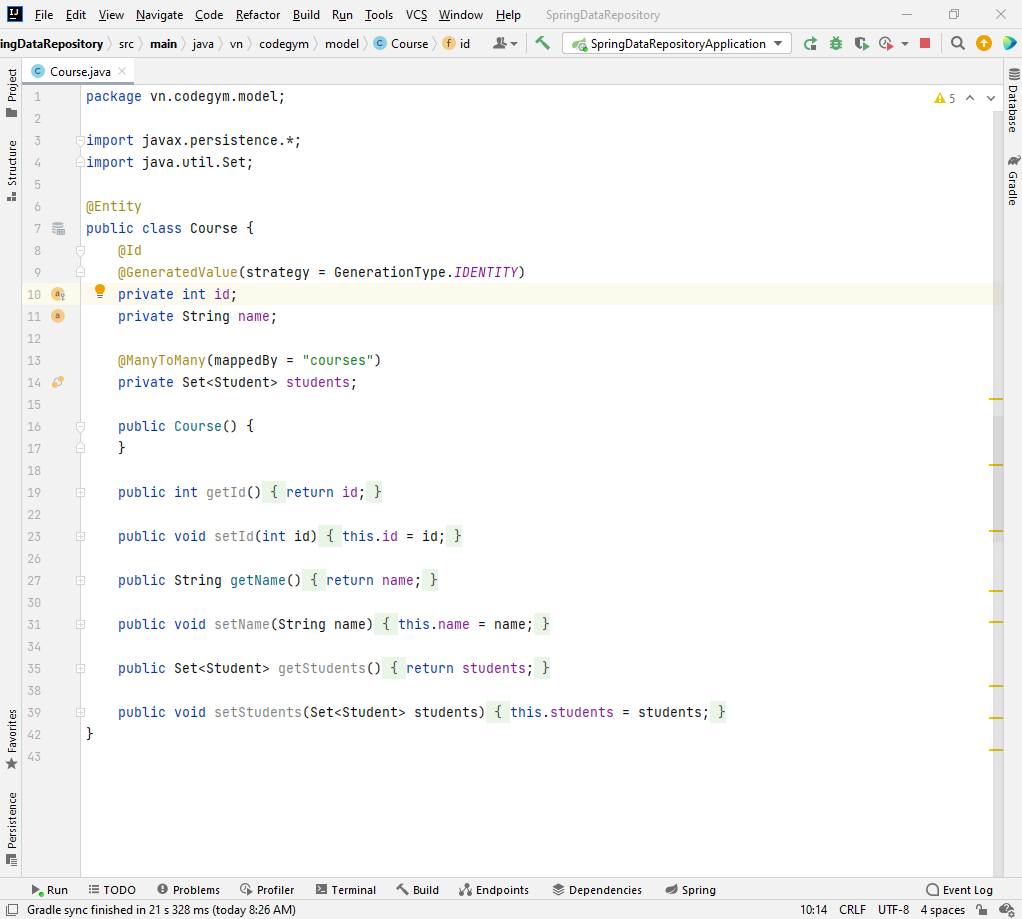 File Edit View Navigate Code Refactor Build Run Tools VCS Window Help SpringDataRepository
ingDataRepository src main java vn codegym model Course id SpringDataRepositoryApplication
Course.java
Project
Structure
Favorites
Persistence
Database
Gradle
5
1 package vn.codegym.model;
2
3 import javax.persistence.*;
4 import java.util.Set;
5
6 @Entity
7 public class Course {
8 @Id
9 @GeneratedValue(strategy = GenerationType.IDENTITY)
10 private int id;
11 private String name;
12
13 @ManyToMany(mappedBy = "courses")
14 private Set<Student> students;
15
16 public Course() {
17 }
18
19 public int getId() { return id; }
22
23 public void setId(int id) { this.id = id; }
26
27 public String getName() { return name; }
30
31 public void setName(String name) { this.name = name; }
34
35 public Set<Student> getStudents() { return students; }
38
39 public void setStudents(Set<Student> students) { this.students = students; }
42 }
43
Run TODO Problems Profiler Terminal Build Endpoints Dependencies Spring Event Log
Gradle sync finished in 21 s 328 ms (today 8:26 AM) 10:14 CRLF UTF-8 4 spaces